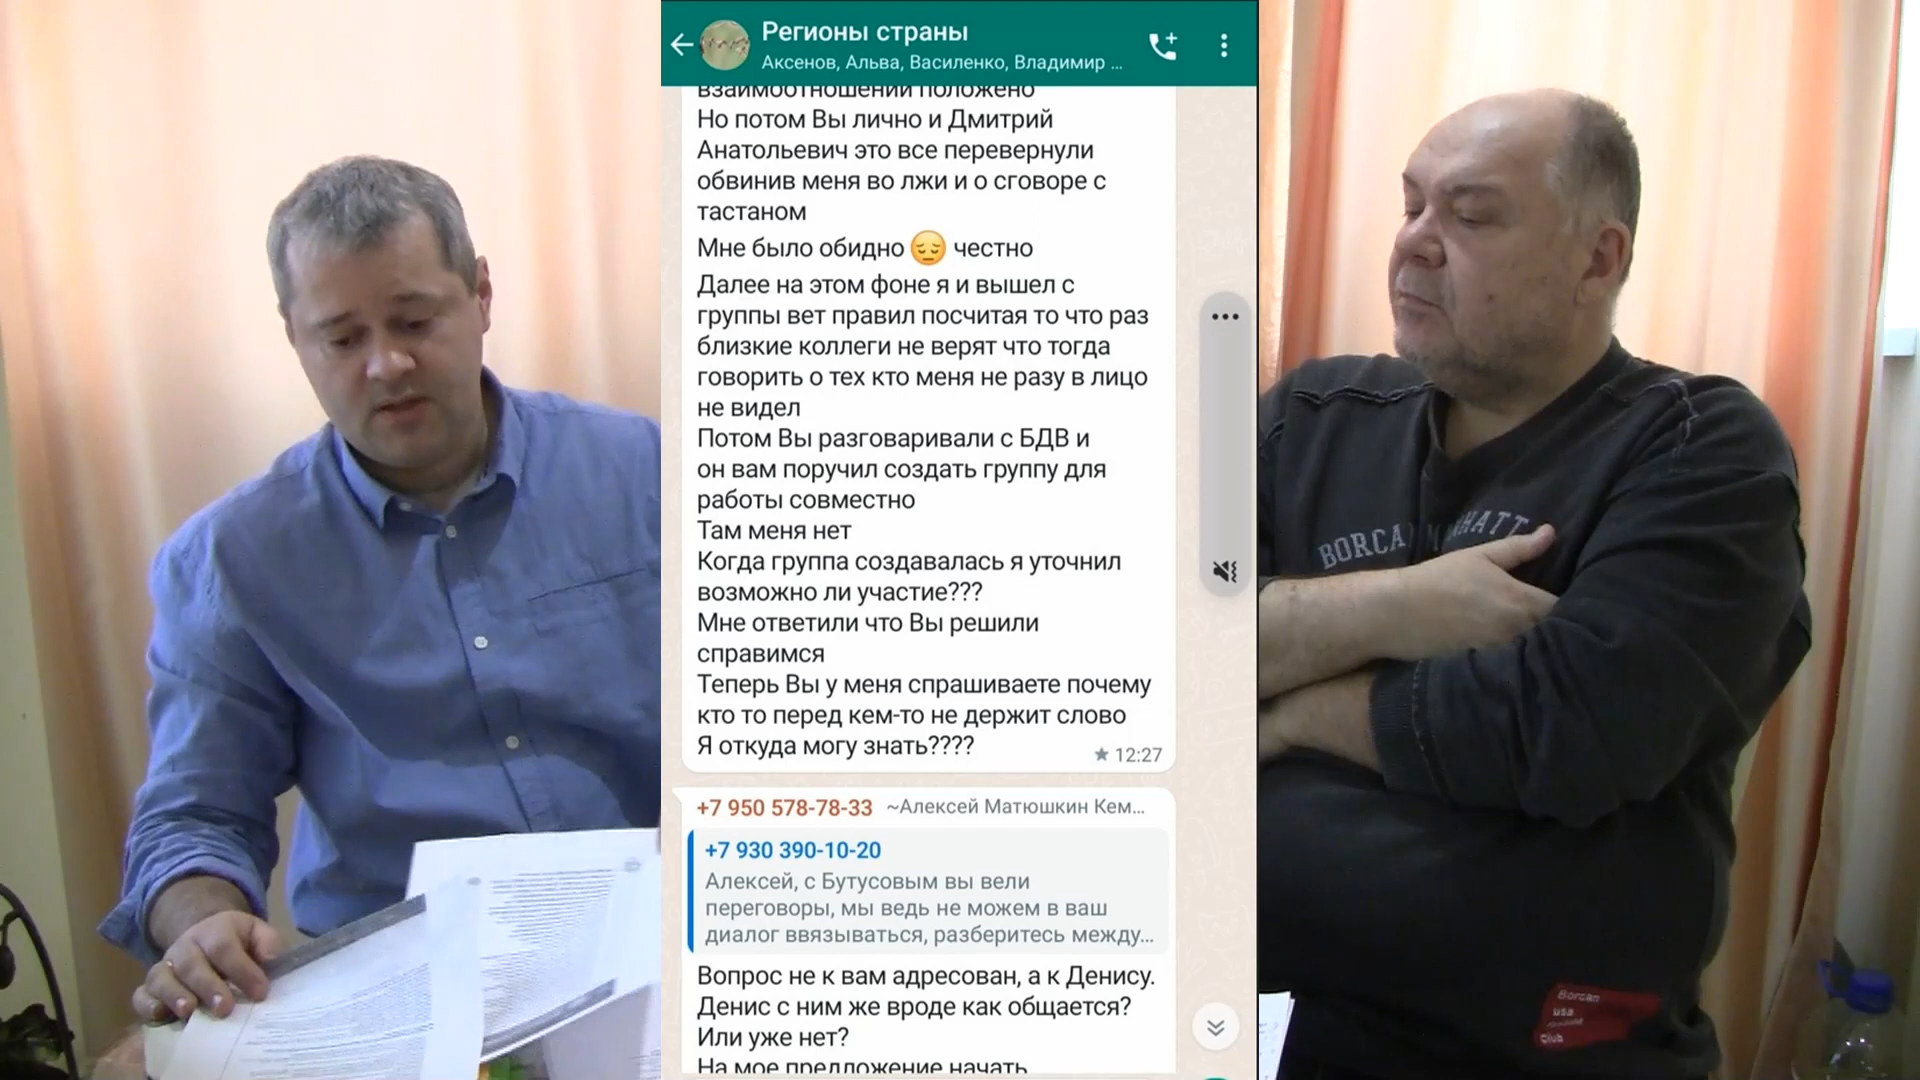 Регионы страны
Аксенов, Альва, Василенко, Владимир ...
взаимоотношений положено
Но потом Вы лично и Дмитрий
Анатольевич это все перевернули
обвинив меня во лжи и о сговоре с
тастаном
Мне было обидно 😔 честно
Далее на этом фоне я и вышел с
группы вет правил посчитая то что раз
близкие коллеги не верят что тогда
говорить о тех кто меня не разу в лицо
не видел
Потом Вы разговаривали с БДВ и
он вам поручил создать группу для
работы совместно
Там меня нет
Когда группа создавалась я уточнил
возможно ли участие???
Мне ответили что Вы решили
справимся
Теперь Вы у меня спрашиваете почему
кто то перед кем-то не держит слово
Я откуда могу знать????
★ 12:27
+7 950 578-78-33 ~Алексей Матюшкин Кем...
+7 930 390-10-20
Алексей, с Бутусовым вы вели
переговоры, мы ведь не можем в ваш
диалог ввязываться, разберитесь между...
Вопрос не к вам адресован, а к Денису.
Денис с ним же вроде как общается?
Или уже нет?
На мое предложение начать
BORCA
Borcan
usa
Club